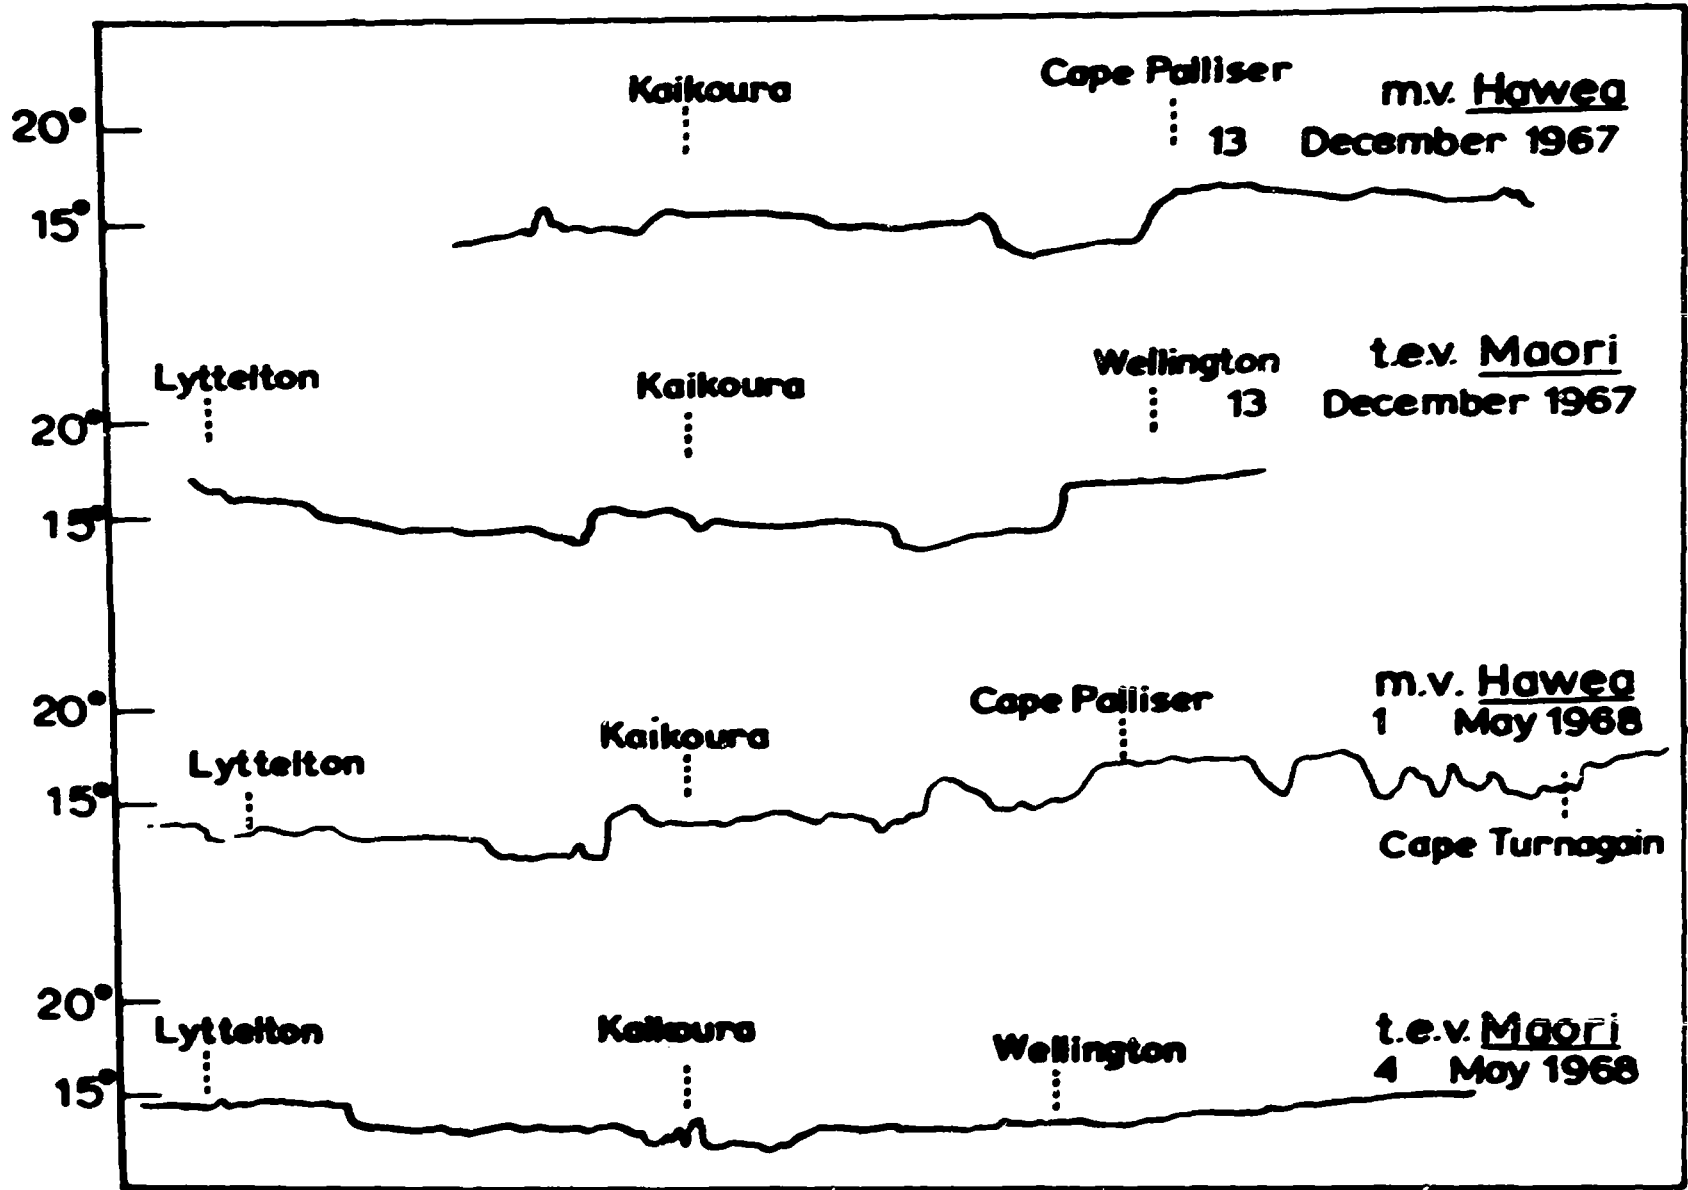 Kaikoura
Cape Palliser
m.v. Hawea
20°
13 December 1967
15°
Lyttelton
Kaikoura
Wellington
t.e.v. Maori
13 December 1967
20°
15°
m.v. Hawea
Cape Palliser
20°
1 May 1968
Kaikoura
Lyttelton
15°
Cape Turnagain
20°
Lyttelton
Kaikoura
Wellington
t.e.v. Maori
4 May 1968
15°